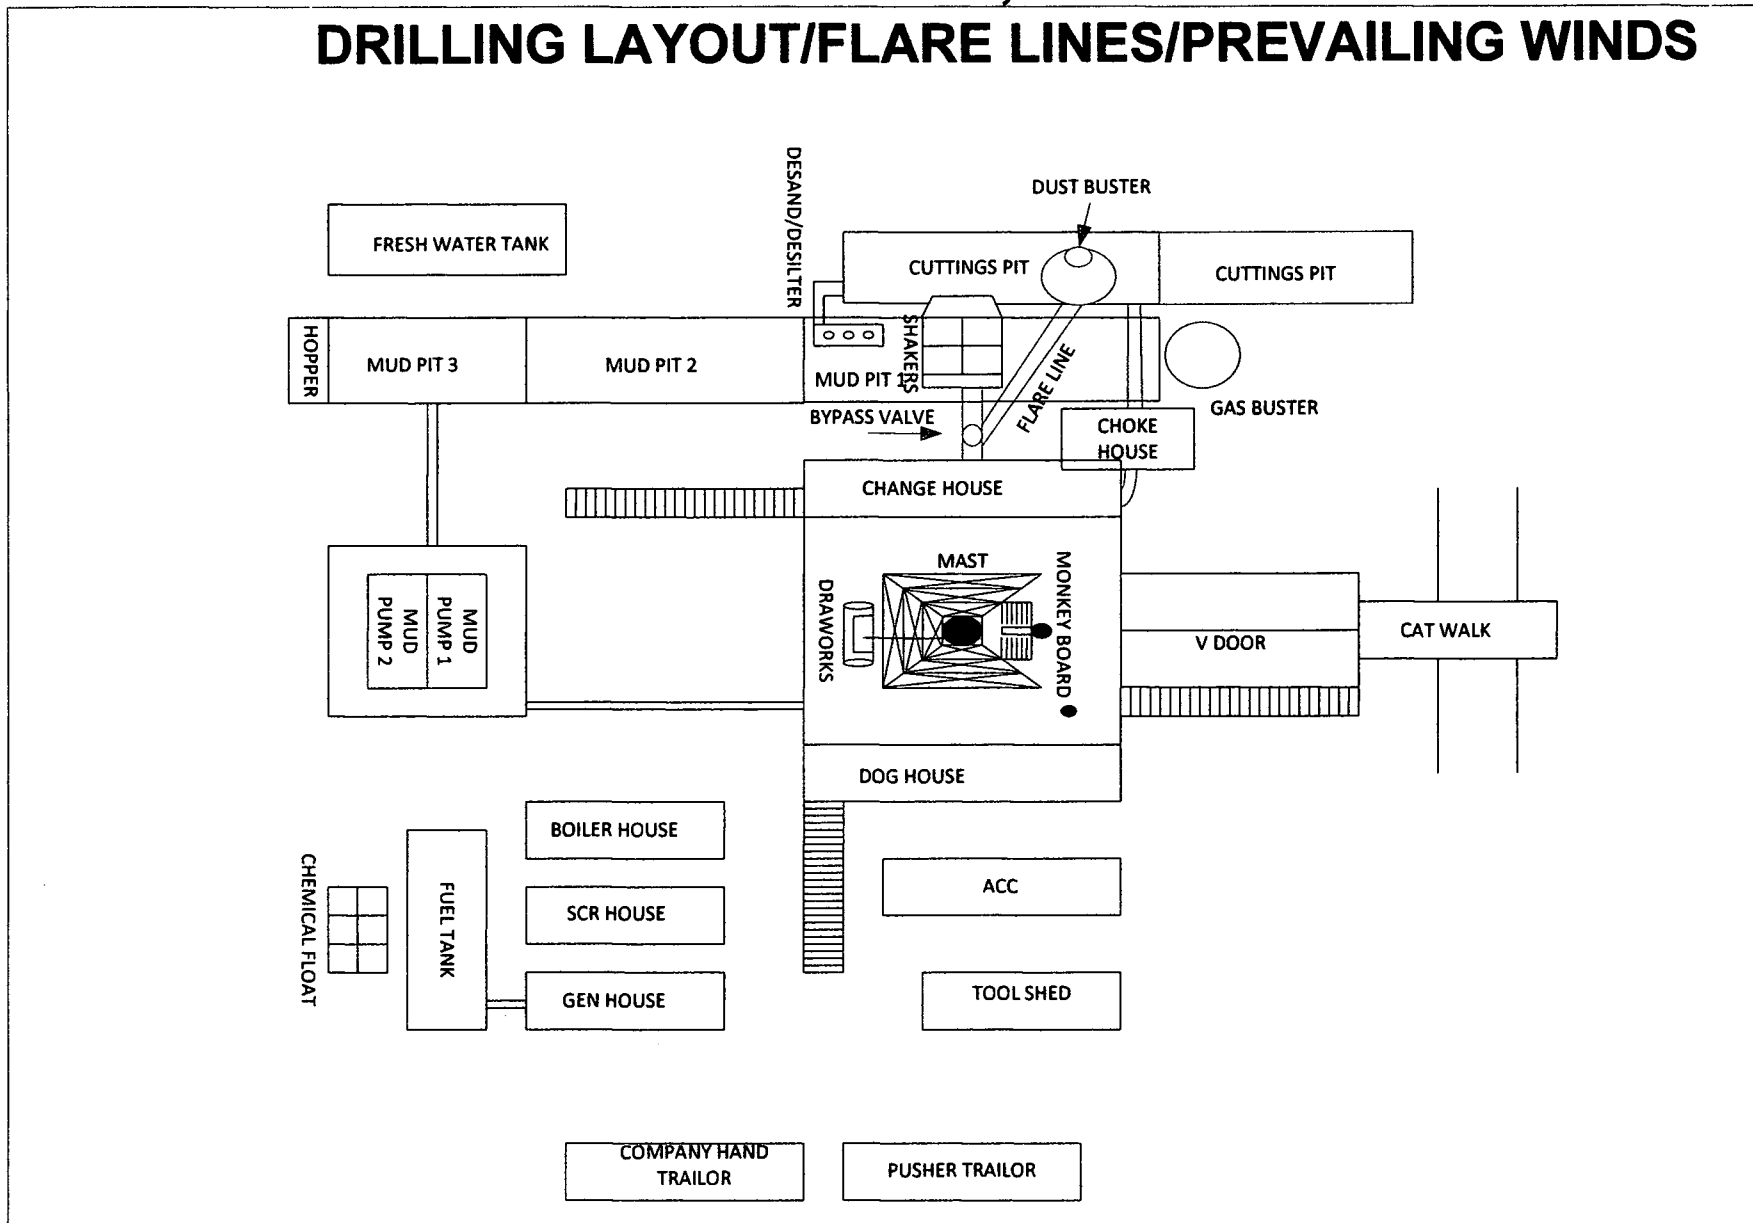 DRILLING LAYOUT/FLARE LINES/PREVAILING WINDS
DESAND/DESILTER
DUST BUSTER
FRESH WATER TANK
CUTTINGS PIT
CUTTINGS PIT
HOPPER
MUD PIT 3
MUD PIT 2
MUD PIT 1
SHAKERS
FLARE LINE
GAS BUSTER
BYPASS VALVE
CHOKE
HOUSE
CHANGE HOUSE
MAST
MONKEY BOARD
DRAWORKS
MUD
PUMP 1
MUD
PUMP 2
V DOOR
CAT WALK
DOG HOUSE
BOILER HOUSE
CHEMICAL FLOAT
FUEL TANK
SCR HOUSE
ACC
GEN HOUSE
TOOL SHED
COMPANY HAND
TRAILOR
PUSHER TRAILOR